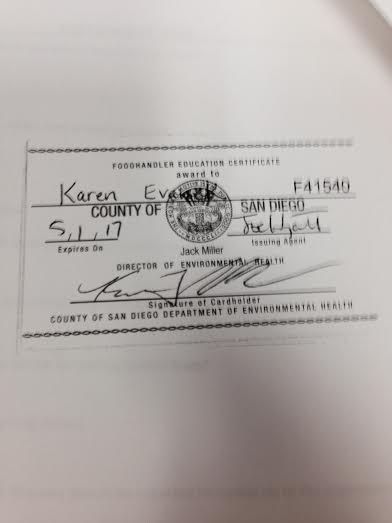 FOODHANDLER EDUCATION CERTIFICATE
award to
Karen
F41540
COUNTY OF SAN DIEGO
5,1,17
Expires On
Issuing Agent
Jack Miller
DIRECTOR OF ENVIRONMENTAL HEALTH
Signature of Cardholder
COUNTY OF SAN DIEGO DEPARTMENT OF ENVIRONMENTAL HEALTH